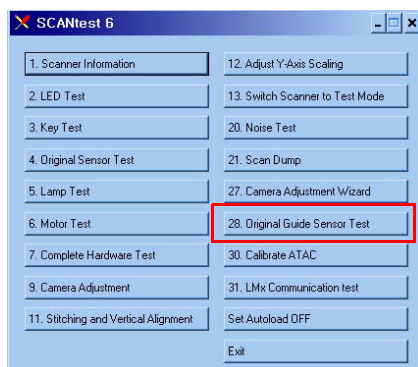 SCANtest 6
1. Scanner Information
2. LED Test
3. Key Test
4. Original Sensor Test
5. Lamp Test
6. Motor Test
7. Complete Hardware Test
9. Camera Adjustment
11. Stitching and Vertical Alignment
12. Adjust Y-Axis Scaling
13. Switch Scanner to Test Mode
20. Noise Test
21. Scan Dump
27. Camera Adjustment Wizard
28. Original Guide Sensor Test
30. Calibrate ATAC
31. LMx Communication test
Set Autoload OFF
Exit